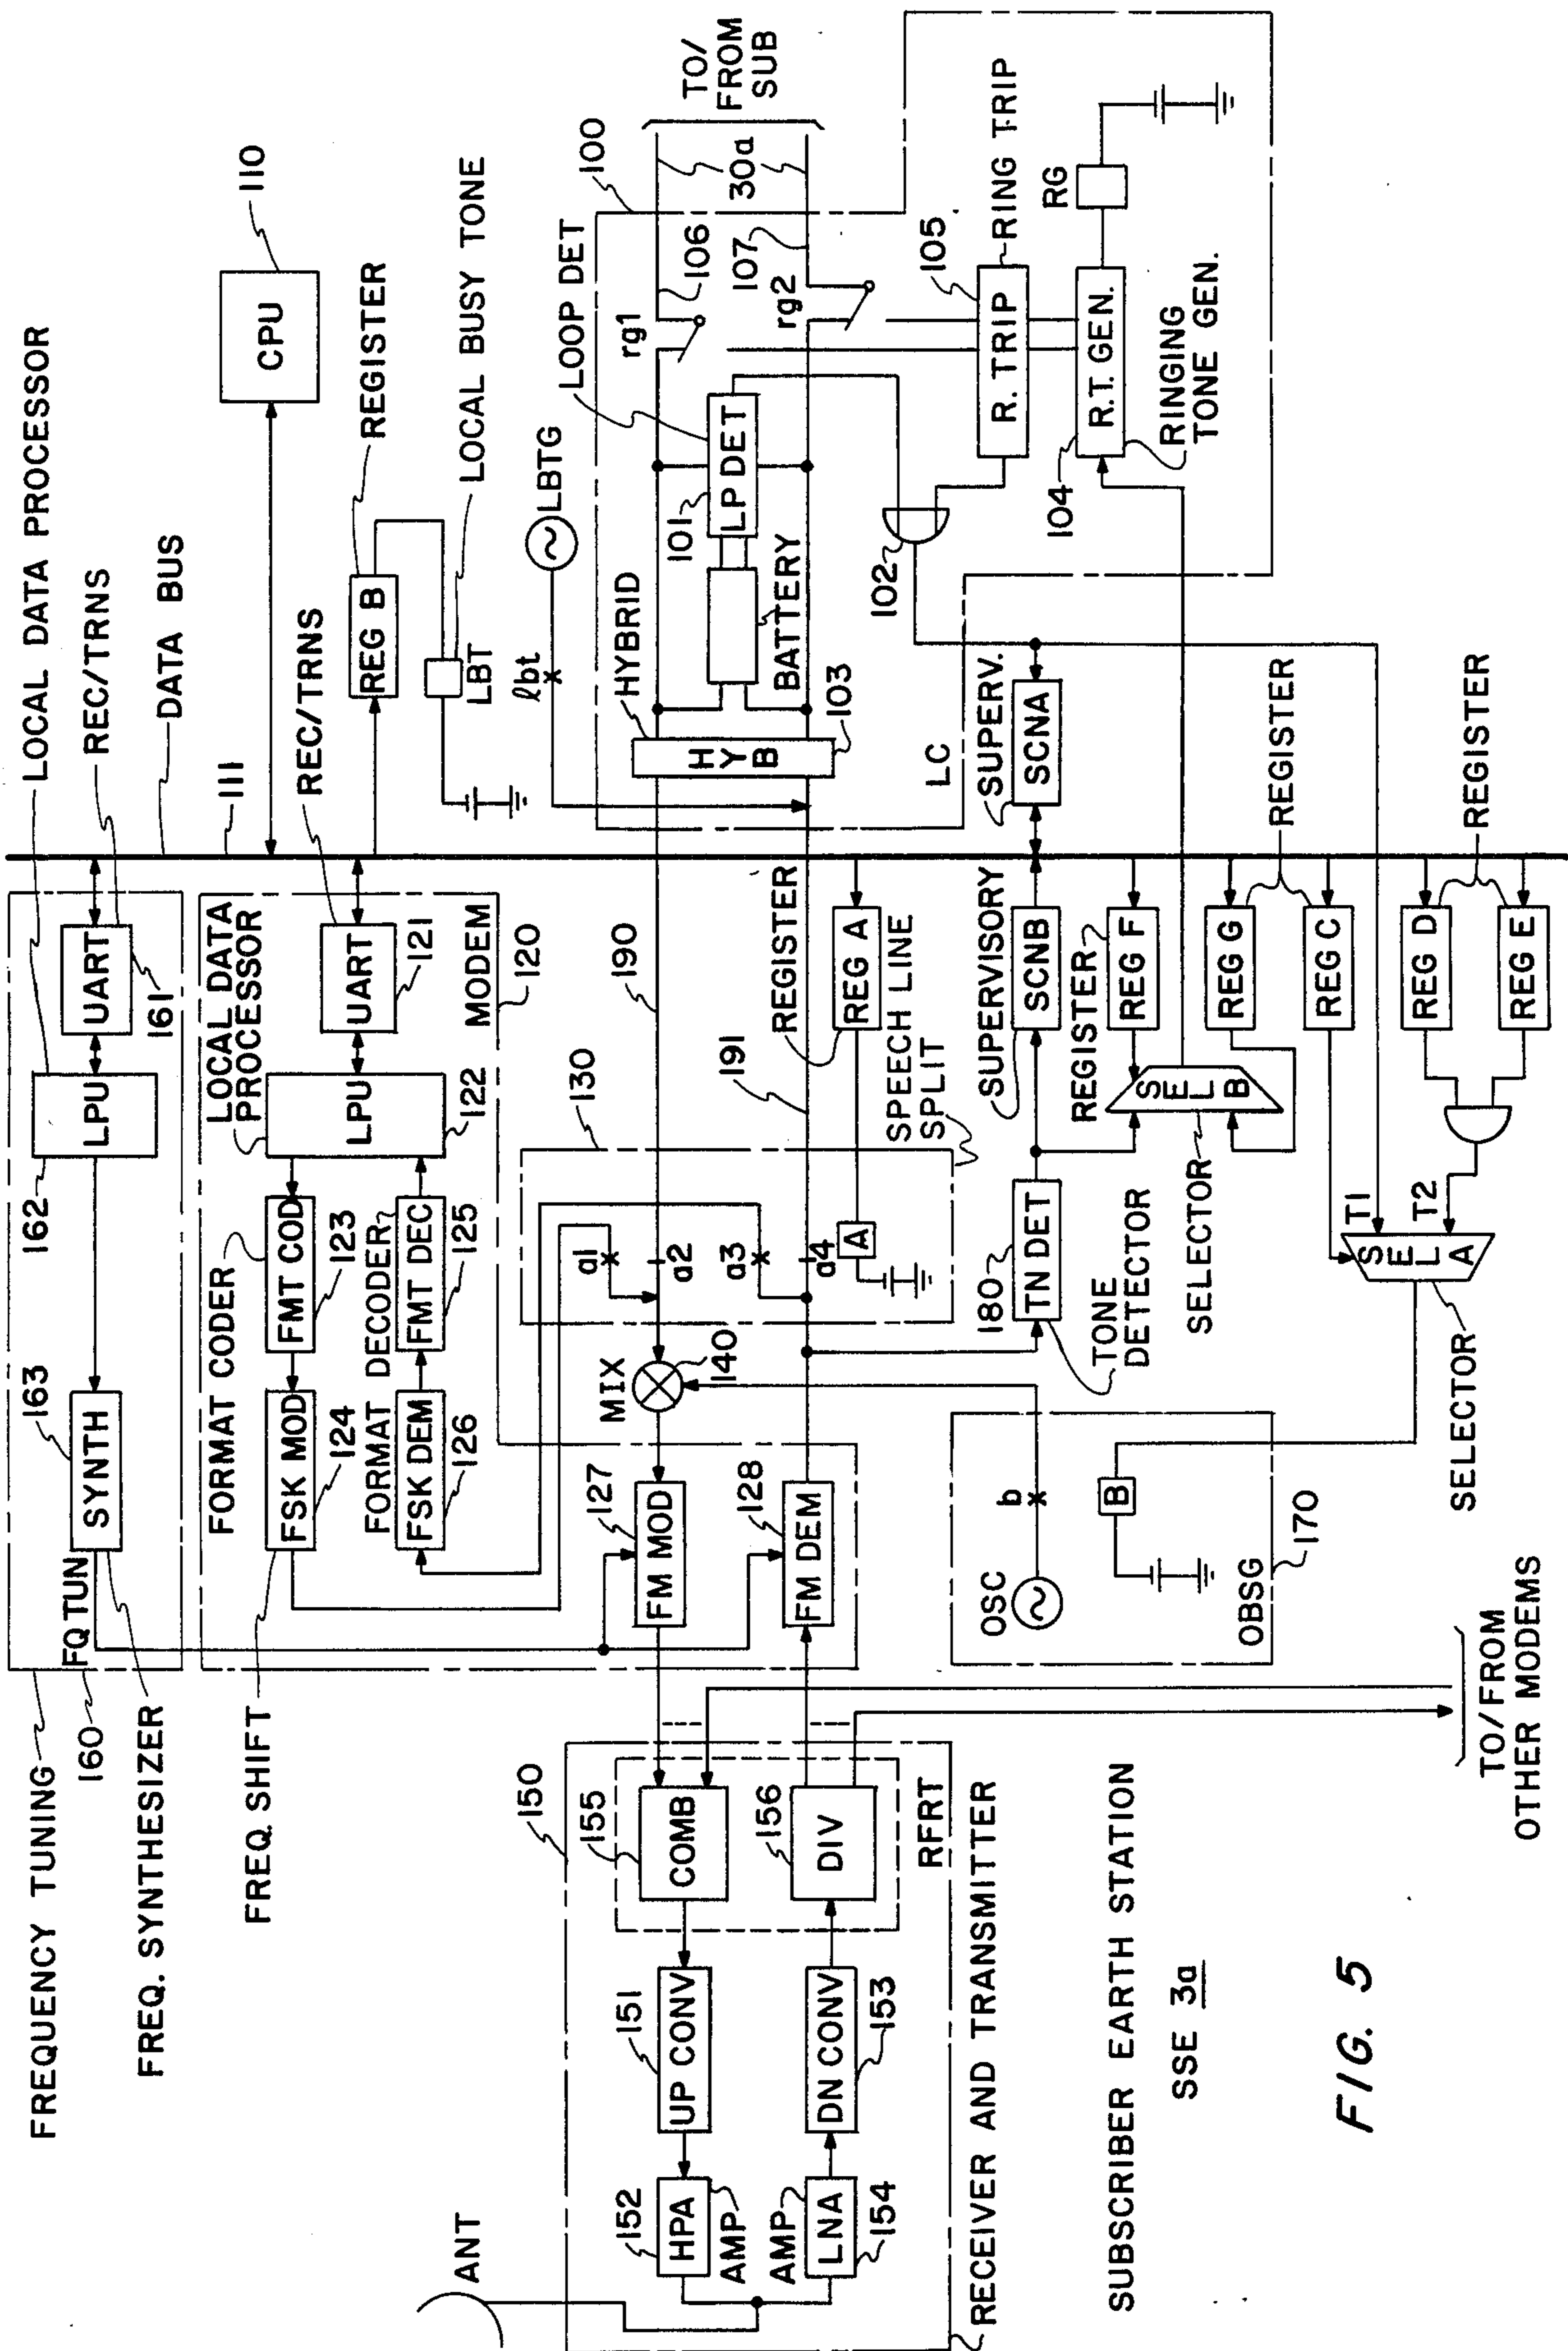 FREQUENCY TUNING
160
FQ TUN
FREQ. SYNTHESIZER
163
SYNTH
162
LPU
UART
161
LOCAL DATA PROCESSOR
REC/TRNS
DATA BUS
111
CPU
110
FREQ. SHIFT
FORMAT CODER
FSK MOD
124
FMT COD
123
FORMAT DECODER
FSK DEM
126
FMT DEC
125
LOCAL DATA
PROCESSOR
LPU
122
UART
121
REC/TRNS
MODEM
120
REG B
REGISTER
LBT
LOCAL BUSY TONE
lbt
LBTG
ANT
150
152
HPA
AMP
151
UP CONV
155
COMB
AMP
LNA
154
DN CONV
153
156
DIV
RFRT
RECEIVER AND TRANSMITTER
127
FM MOD
128
FM DEM
MIX
140
130
a1
a2
a3
a4
A
190
191
REGISTER
REG A
SPEECH LINE
SPLIT
HYBRID
HYB
103
BATTERY
101
LP DET
LOOP DET
rg1
106
rg2
107
100
30a
TO/
FROM
SUB
LC
102
105
R. TRIP
RING TRIP
104
R.T. GEN.
RINGING
TONE GEN.
RG
OSC
b
B
OBSG
170
180
TN DET
TONE
DETECTOR
SUPERVISORY
SCNB
SUPERV.
SCNA
REGISTER
REG F
SEL B
SELECTOR
REG G
REG C
REGISTER
REG D
REG E
REGISTER
T1
T2
SEL A
SELECTOR
TO/FROM
OTHER MODEMS
SUBSCRIBER EARTH STATION
SSE 3a
FIG. 5